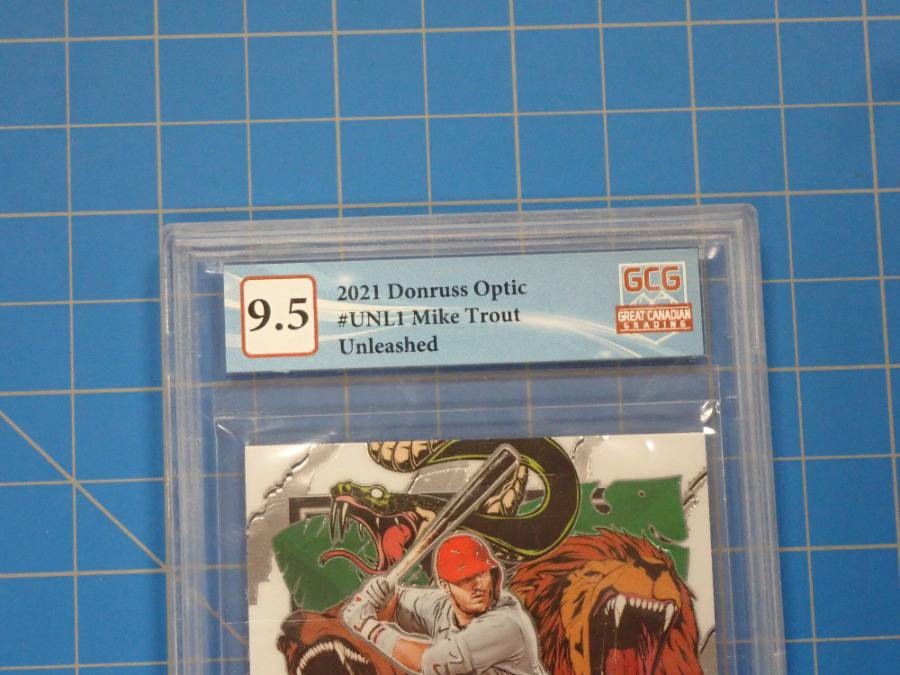 9.5
2021 Donruss Optic
#UNL1 Mike Trout
Unleashed
GCG
GREAT CANADIAN
GRADING